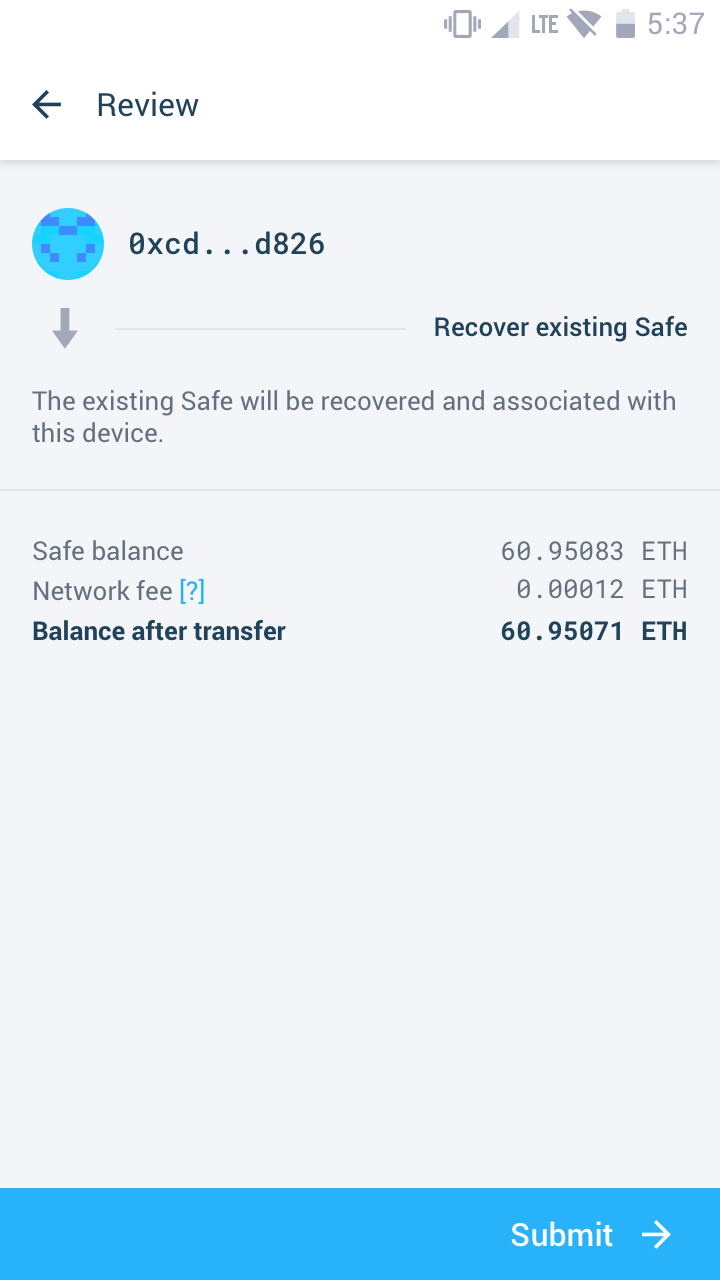 LTE 5:37
Review
0xcd...d826
Recover existing Safe
The existing Safe will be recovered and associated with
this device.
Safe balance 60.95083 ETH
Network fee [?] 0.00012 ETH
Balance after transfer 60.95071 ETH
Submit